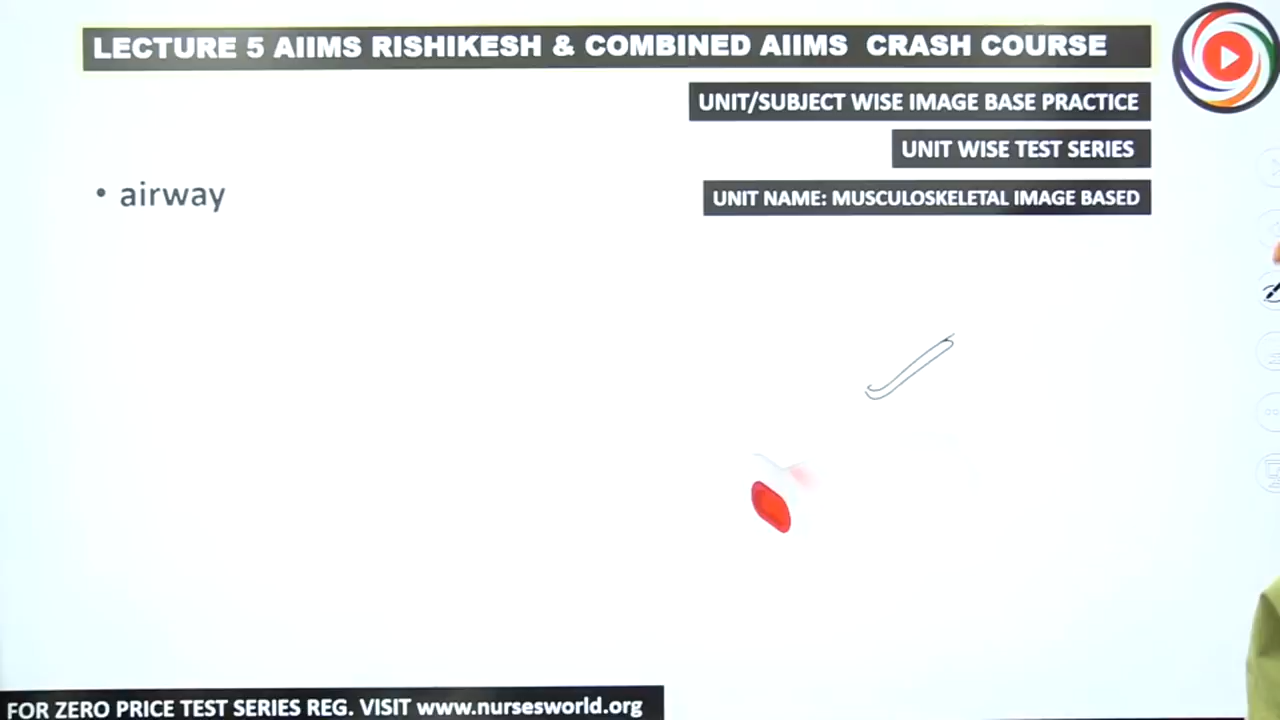 LECTURE 5 AIIMS RISHIKESH & COMBINED AIIMS CRASH COURSE
UNIT/SUBJECT WISE IMAGE BASE PRACTICE
UNIT WISE TEST SERIES
• airway
UNIT NAME: MUSCULOSKELETAL IMAGE BASED
FOR ZERO PRICE TEST SERIES REG. VISIT www.nursesworld.org